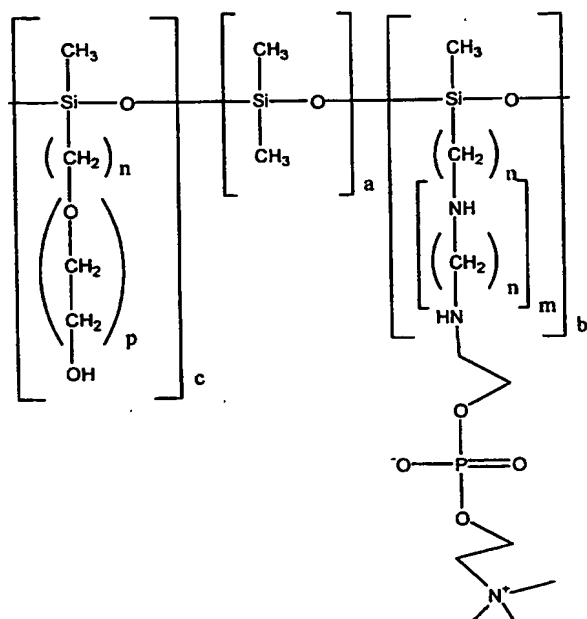 CH3 CH3 CH3
Si O Si O Si O
(CH2)n CH3 (CH2)n
a
O NH
CH2 (CH2)n
CH2 p m
HN b
OH c
O
-O P O
O
N+